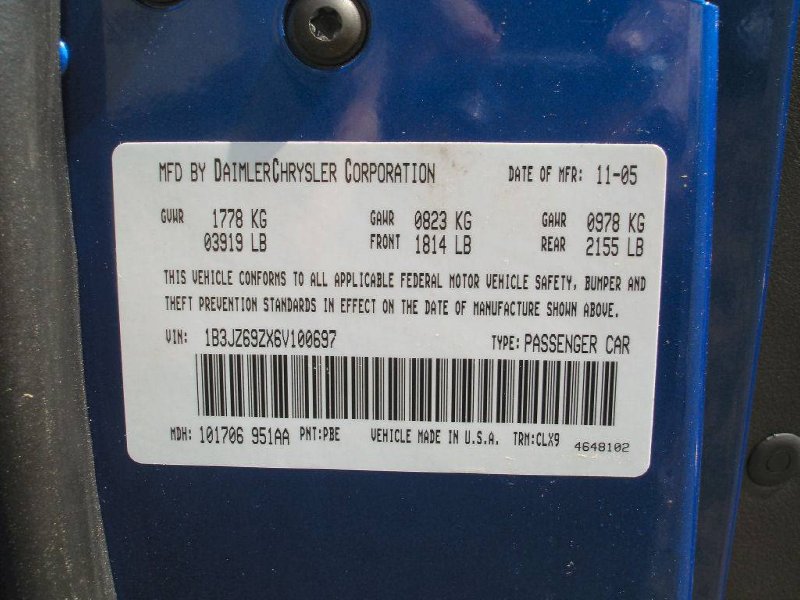 MFD BY DAIMLERCHRYSLER CORPORATION DATE OF MFR: 11-05
GVWR 1778 KG GAWR 0823 KG GAWR 0978 KG
03919 LB FRONT 1814 LB REAR 2155 LB
THIS VEHICLE CONFORMS TO ALL APPLICABLE FEDERAL MOTOR VEHICLE SAFETY, BUMPER AND
THEFT PREVENTION STANDARDS IN EFFECT ON THE DATE OF MANUFACTURE SHOWN ABOVE.
VIN: 1B3JZ69ZX6V100697 TYPE: PASSENGER CAR
MDH: 101706 951AA PNT:PBE VEHICLE MADE IN U.S.A. TRM:CLX9 4648102